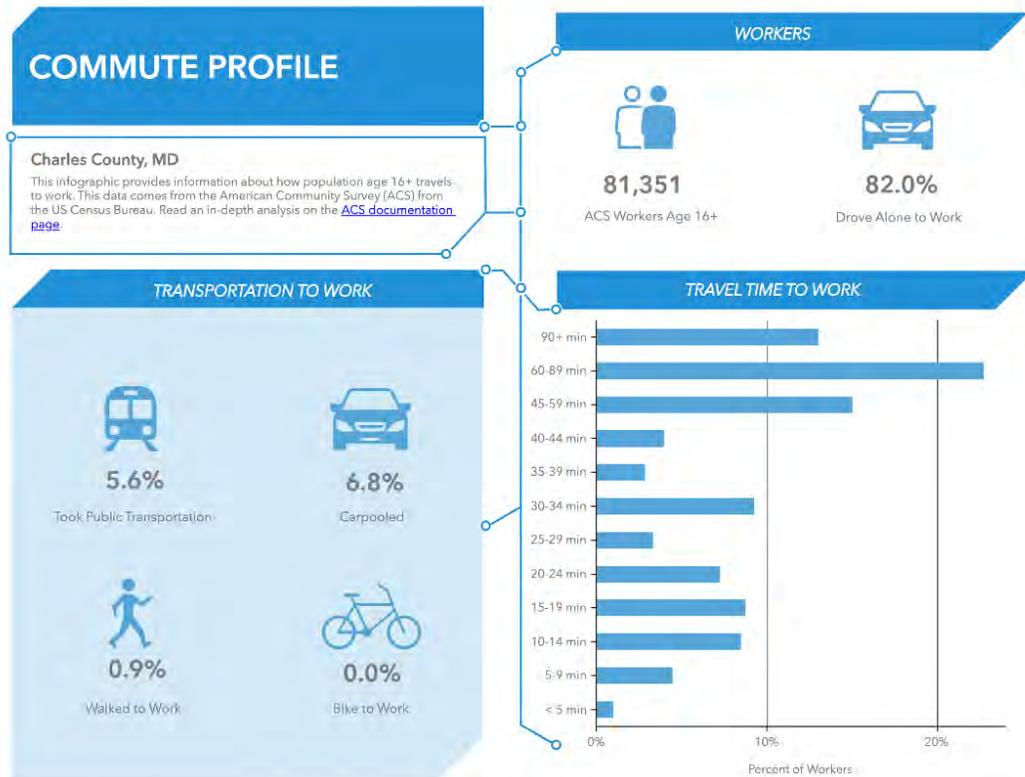 COMMUTE PROFILE
Charles County, MD
This infographic provides information about how population age 16+ travels
to work. This data comes from the American Community Survey (ACS) from
the US Census Bureau. Read an in-depth analysis on the ACS documentation
page.
WORKERS
81,351
ACS Workers Age 16+
82.0%
Drove Alone to Work
TRANSPORTATION TO WORK
5.6%
Took Public Transportation
6.8%
Carpooled
0.9%
Walked to Work
0.0%
Bike to Work
TRAVEL TIME TO WORK
90+ min
60-89 min
45-59 min
40-44 min
35-39 min
30-34 min
25-29 min
20-24 min
15-19 min
10-14 min
5-9 min
< 5 min
0% 10% 20%
Percent of Workers